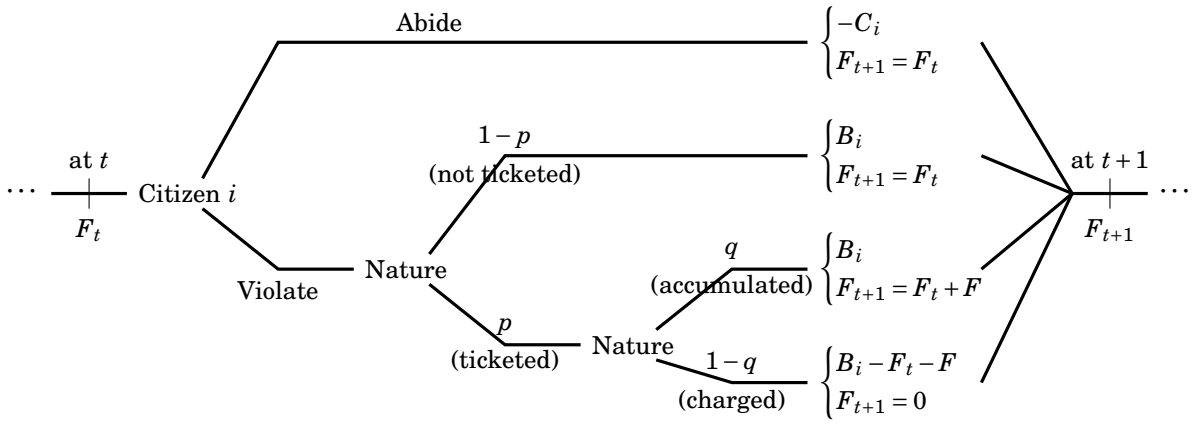 Abide
−C_i
F_{t+1} = F_t
1 − p
(not ticketed)
B_i
F_{t+1} = F_t
at t
⋯
Citizen i
F_t
at t + 1
⋯
F_{t+1}
Violate
Nature
q
(accumulated)
B_i
F_{t+1} = F_t + F
p
(ticketed)
Nature
1 − q
(charged)
B_i − F_t − F
F_{t+1} = 0